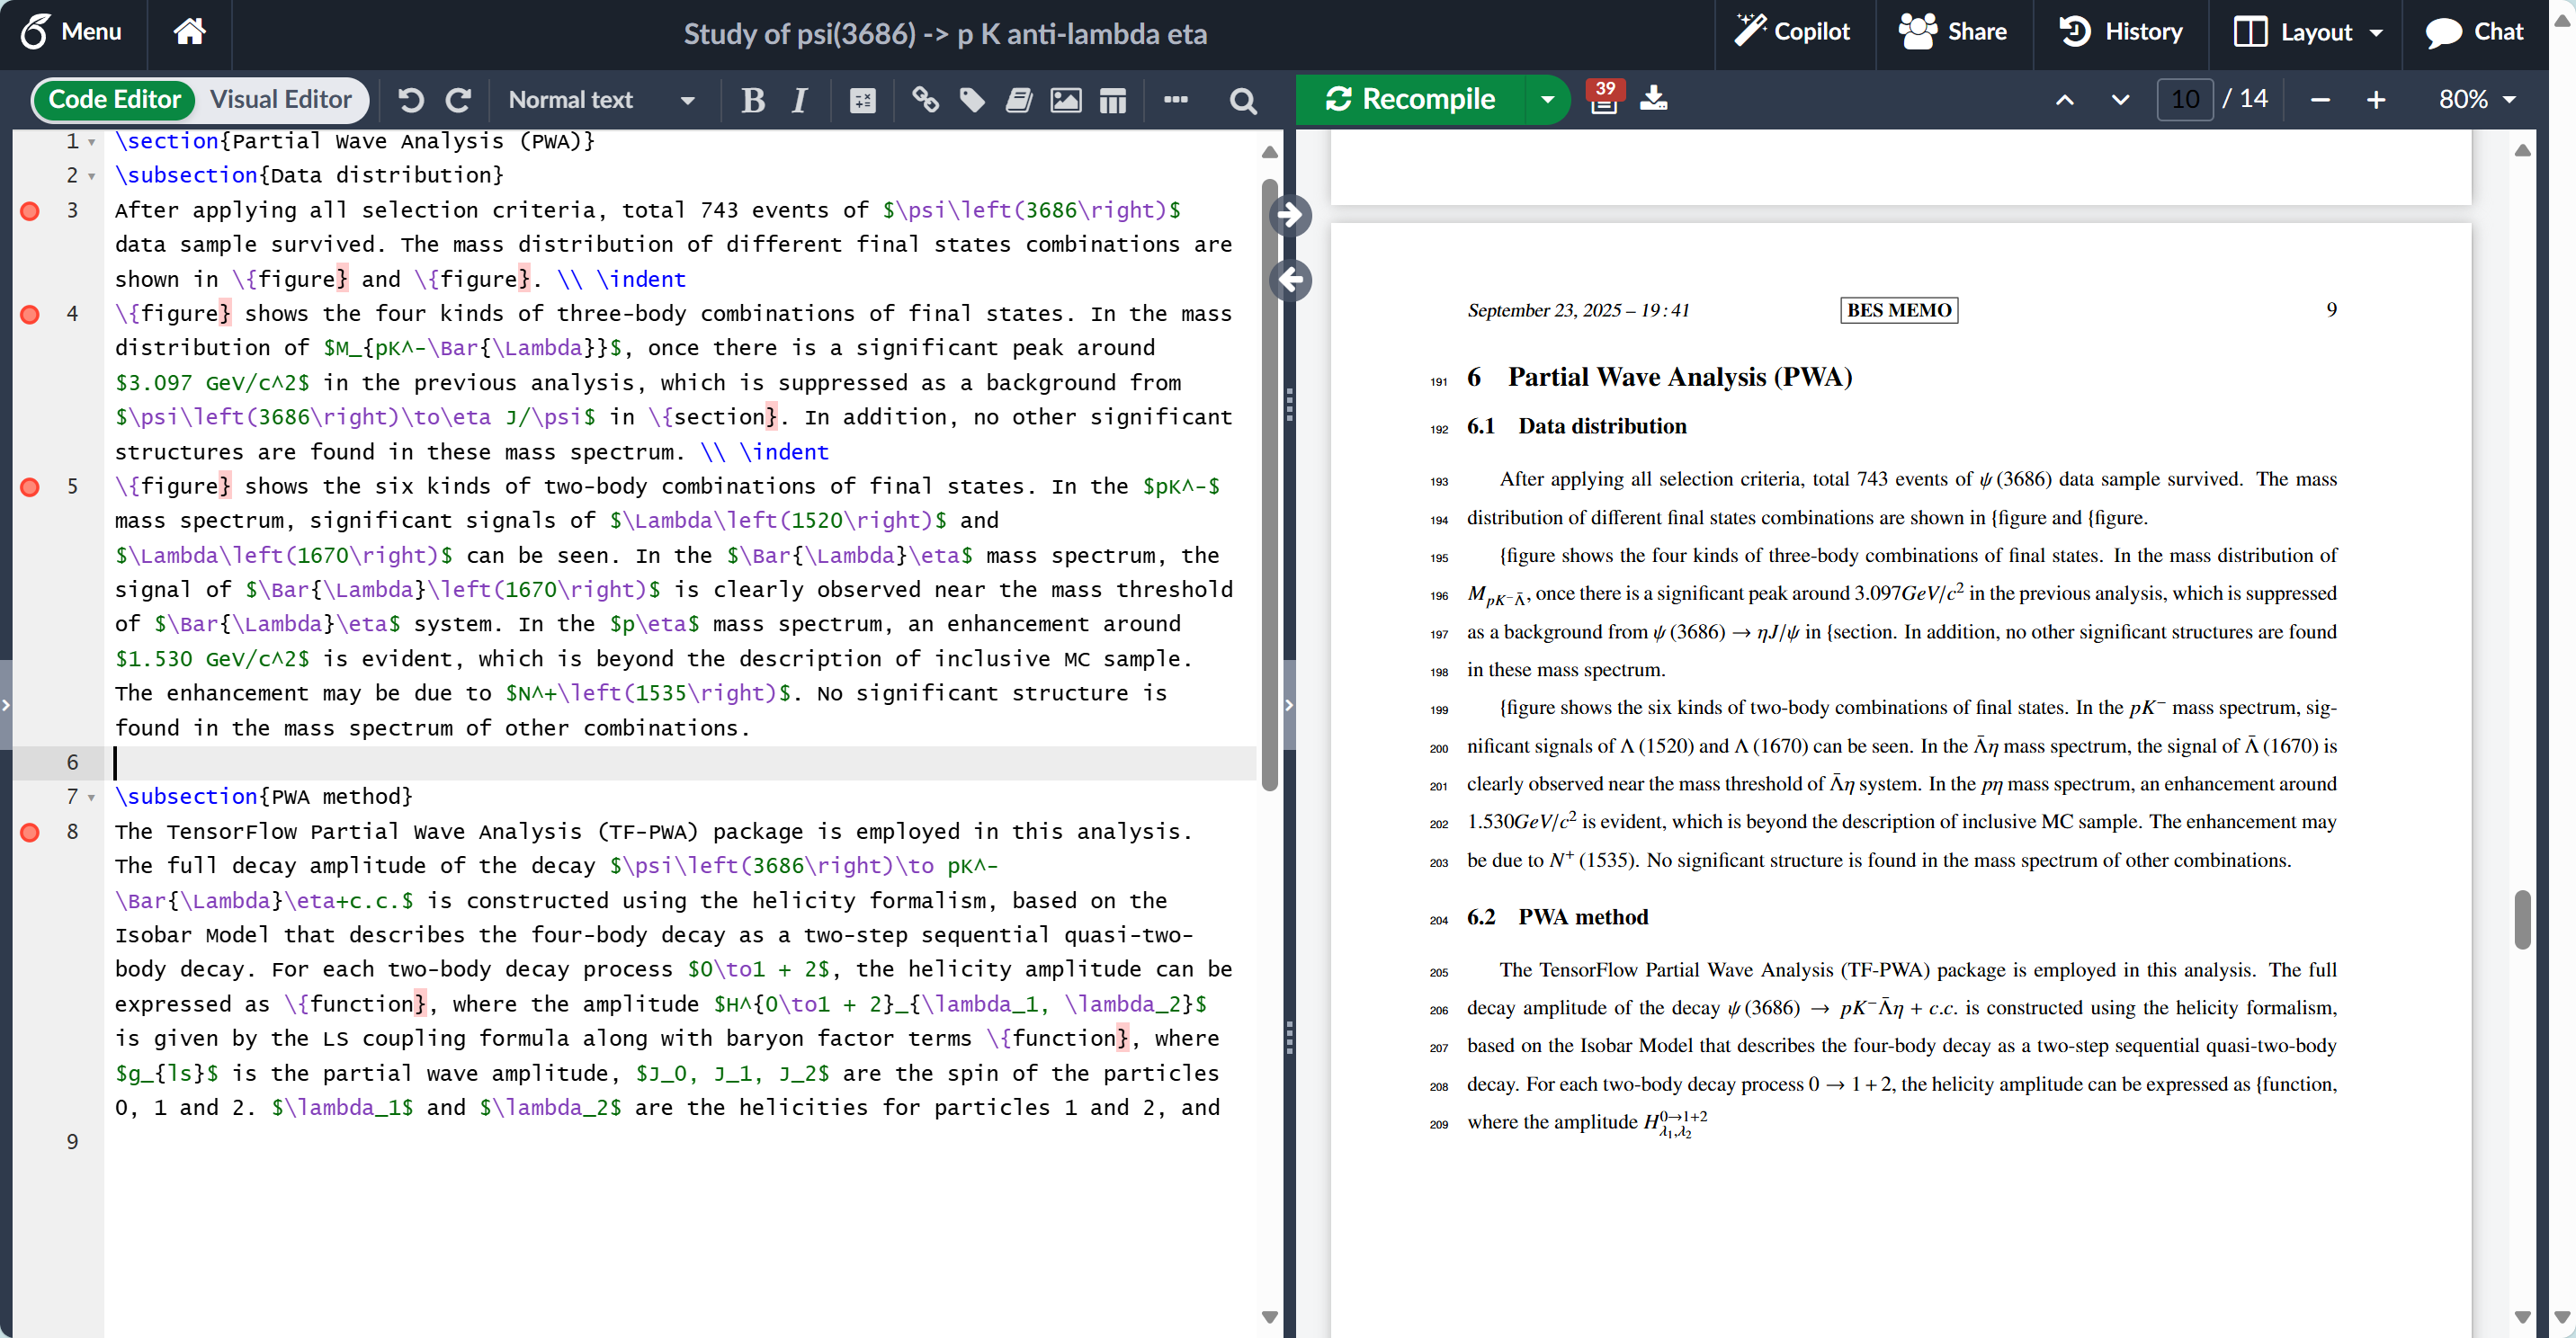 Menu
Study of psi(3686) -> p K anti-lambda eta
Copilot
Share
History
Layout
Chat
Code Editor
Visual Editor
Normal text
B I
Recompile
39
10 / 14
80%
1 \section{Partial Wave Analysis (PWA)}
2 \subsection{Data distribution}
3 After applying all selection criteria, total 743 events of $\psi\left(3686\right)$
data sample survived. The mass distribution of different final states combinations are
shown in \{figure} and \{figure}. \\ \indent
4 \{figure} shows the four kinds of three-body combinations of final states. In the mass
distribution of $M_{pK^-\Bar{\Lambda}}$, once there is a significant peak around
$3.097 GeV/c^2$ in the previous analysis, which is suppressed as a background from
$\psi\left(3686\right)\to\eta J/\psi$ in \{section}. In addition, no other significant
structures are found in these mass spectrum. \\ \indent
5 \{figure} shows the six kinds of two-body combinations of final states. In the $pK^-$
mass spectrum, significant signals of $\Lambda\left(1520\right)$ and
$\Lambda\left(1670\right)$ can be seen. In the $\Bar{\Lambda}\eta$ mass spectrum, the
signal of $\Bar{\Lambda}\left(1670\right)$ is clearly observed near the mass threshold
of $\Bar{\Lambda}\eta$ system. In the $p\eta$ mass spectrum, an enhancement around
$1.530 GeV/c^2$ is evident, which is beyond the description of inclusive MC sample.
The enhancement may be due to $N^+\left(1535\right)$. No significant structure is
found in the mass spectrum of other combinations.
6
7 \subsection{PWA method}
8 The TensorFlow Partial Wave Analysis (TF-PWA) package is employed in this analysis.
The full decay amplitude of the decay $\psi\left(3686\right)\to pK^-
\Bar{\Lambda}\eta+c.c.$ is constructed using the helicity formalism, based on the
Isobar Model that describes the four-body decay as a two-step sequential quasi-two-
body decay. For each two-body decay process $0\to1 + 2$, the helicity amplitude can be
expressed as \{function}, where the amplitude $H^{0\to1 + 2}_{\lambda_1, \lambda_2}$
is given by the LS coupling formula along with baryon factor terms \{function}, where
$g_{ls}$ is the partial wave amplitude, $J_0, J_1, J_2$ are the spin of the particles
0, 1 and 2. $\lambda_1$ and $\lambda_2$ are the helicities for particles 1 and 2, and
9
September 23, 2025 – 19:41 BES MEMO 9
191 6 Partial Wave Analysis (PWA)
192 6.1 Data distribution
193 After applying all selection criteria, total 743 events of ψ (3686) data sample survived. The mass
194 distribution of different final states combinations are shown in {figure and {figure.
195 {figure shows the four kinds of three-body combinations of final states. In the mass distribution of
196 M_{pK⁻Λ̄}, once there is a significant peak around 3.097GeV/c² in the previous analysis, which is suppressed
197 as a background from ψ (3686) → ηJ/ψ in {section. In addition, no other significant structures are found
198 in these mass spectrum.
199 {figure shows the six kinds of two-body combinations of final states. In the pK⁻ mass spectrum, sig-
200 nificant signals of Λ (1520) and Λ (1670) can be seen. In the Λ̄η mass spectrum, the signal of Λ̄ (1670) is
201 clearly observed near the mass threshold of Λ̄η system. In the pη mass spectrum, an enhancement around
202 1.530GeV/c² is evident, which is beyond the description of inclusive MC sample. The enhancement may
203 be due to N⁺ (1535). No significant structure is found in the mass spectrum of other combinations.
204 6.2 PWA method
205 The TensorFlow Partial Wave Analysis (TF-PWA) package is employed in this analysis. The full
206 decay amplitude of the decay ψ (3686) → pK⁻Λ̄η + c.c. is constructed using the helicity formalism,
207 based on the Isobar Model that describes the four-body decay as a two-step sequential quasi-two-body
208 decay. For each two-body decay process 0 → 1 + 2, the helicity amplitude can be expressed as {function,
209 where the amplitude H^{0→1+2}_{λ₁,λ₂}